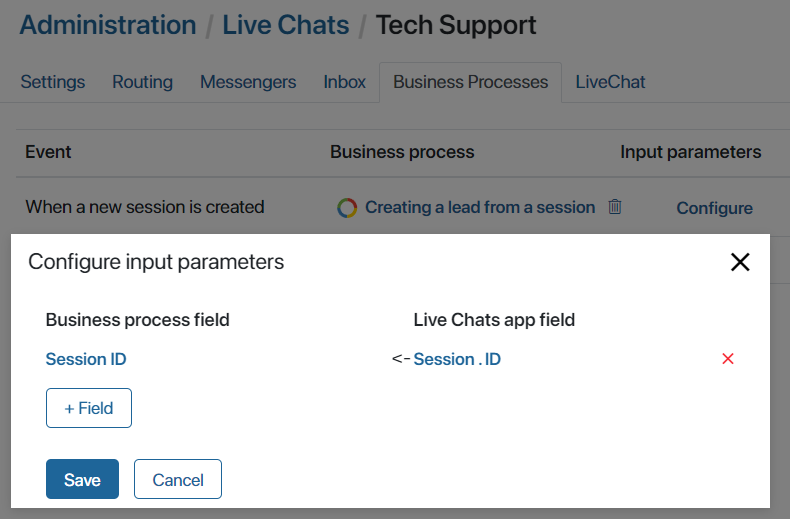 Administration / Live Chats / Tech Support
Settings Routing Messengers Inbox Business Processes LiveChat
Event Business process Input parameters
When a new session is created Creating a lead from a session Configure
Configure input parameters
Business process field Live Chats app field
Session ID <- Session . ID
+ Field
Save Cancel